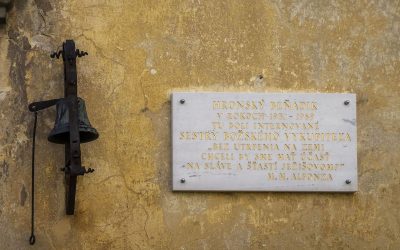 HRONSKÝ BEŇADIK
V ROKOCH
TU BOLI INTERNOVANÉ
SESTRY BOŽSKÉHO VYKUPITEĽA
„BEZ UTRPENIA NA ZEMI
CHCELI BY SME MAŤ ÚČASŤ
NA SLÁVE A ŠŤASTÍ JEŽIŠOVOM?"
M. M. ALFONZA